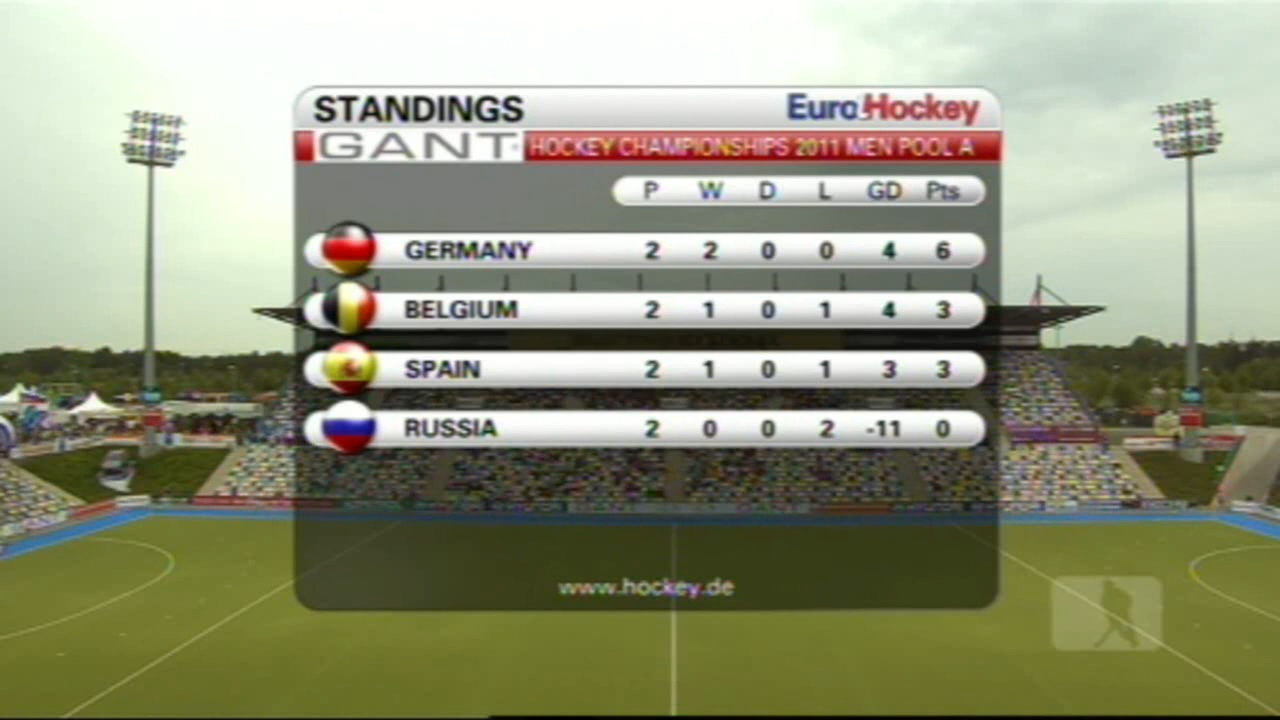 STANDINGS EuroHockey
GANT HOCKEY CHAMPIONSHIPS 2011 MEN POOL A
P W D L GD Pts
GERMANY 2 2 0 0 4 6
BELGIUM 2 1 0 1 4 3
SPAIN 2 1 0 1 3 3
RUSSIA 2 0 0 2 -11 0
www.hockey.de